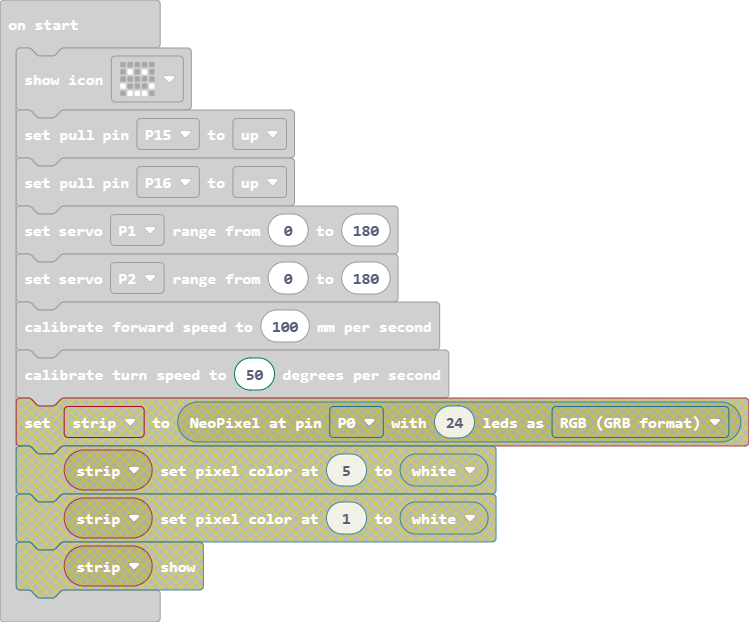 on start
show icon
set pull pin P15 to up
set pull pin P16 to up
set servo P1 range from 0 to 180
set servo P2 range from 0 to 180
calibrate forward speed to 100 mm per second
calibrate turn speed to 50 degrees per second
set strip to NeoPixel at pin P0 with 24 leds as RGB (GRB format)
strip set pixel color at 5 to white
strip set pixel color at 1 to white
strip show